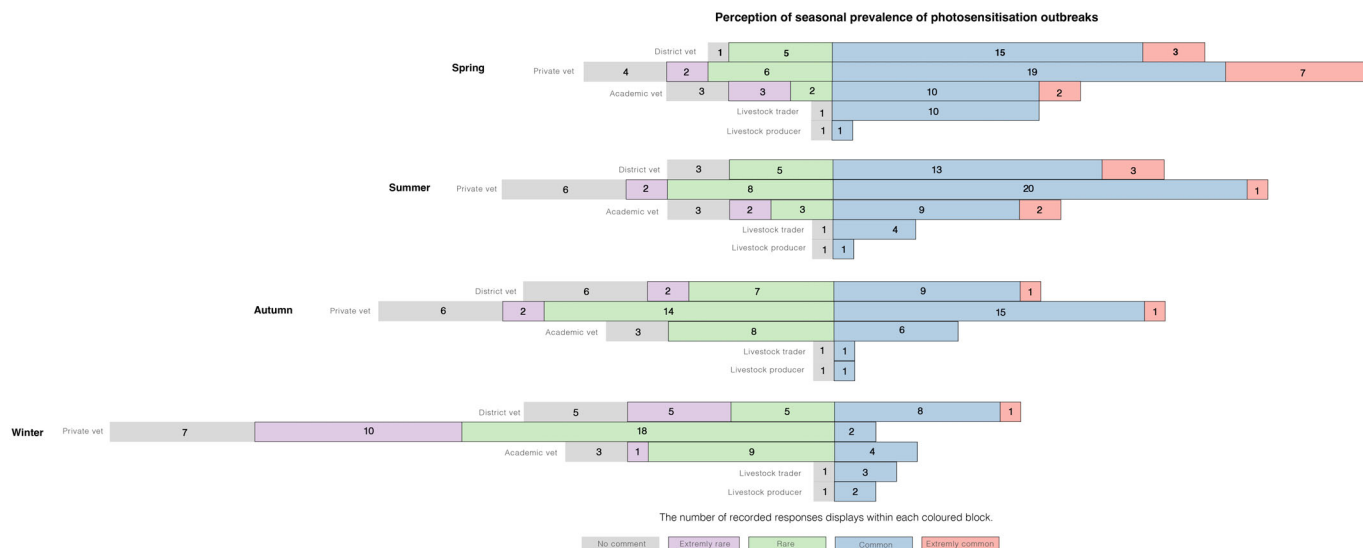 Perception of seasonal prevalence of photosensitisation outbreaks
Spring
District vet 1 5 15 3
Private vet 4 2 6 19 7
Academic vet 3 3 2 10 2
Livestock trader 1 10
Livestock producer 1 1
Summer
District vet 3 5 13 3
Private vet 6 2 8 20 1
Academic vet 3 2 3 9 2
Livestock trader 1 4
Livestock producer 1 1
Autumn
District vet 6 2 7 9 1
Private vet 6 2 14 15 1
Academic vet 3 8 6
Livestock trader 1 1
Livestock producer 1 1
Winter
District vet 5 5 5 8 1
Private vet 7 10 18 2
Academic vet 3 1 9 4
Livestock trader 1 3
Livestock producer 1 2
The number of recorded responses displays within each coloured block.
No comment Extremly rare Rare Common Extremly common